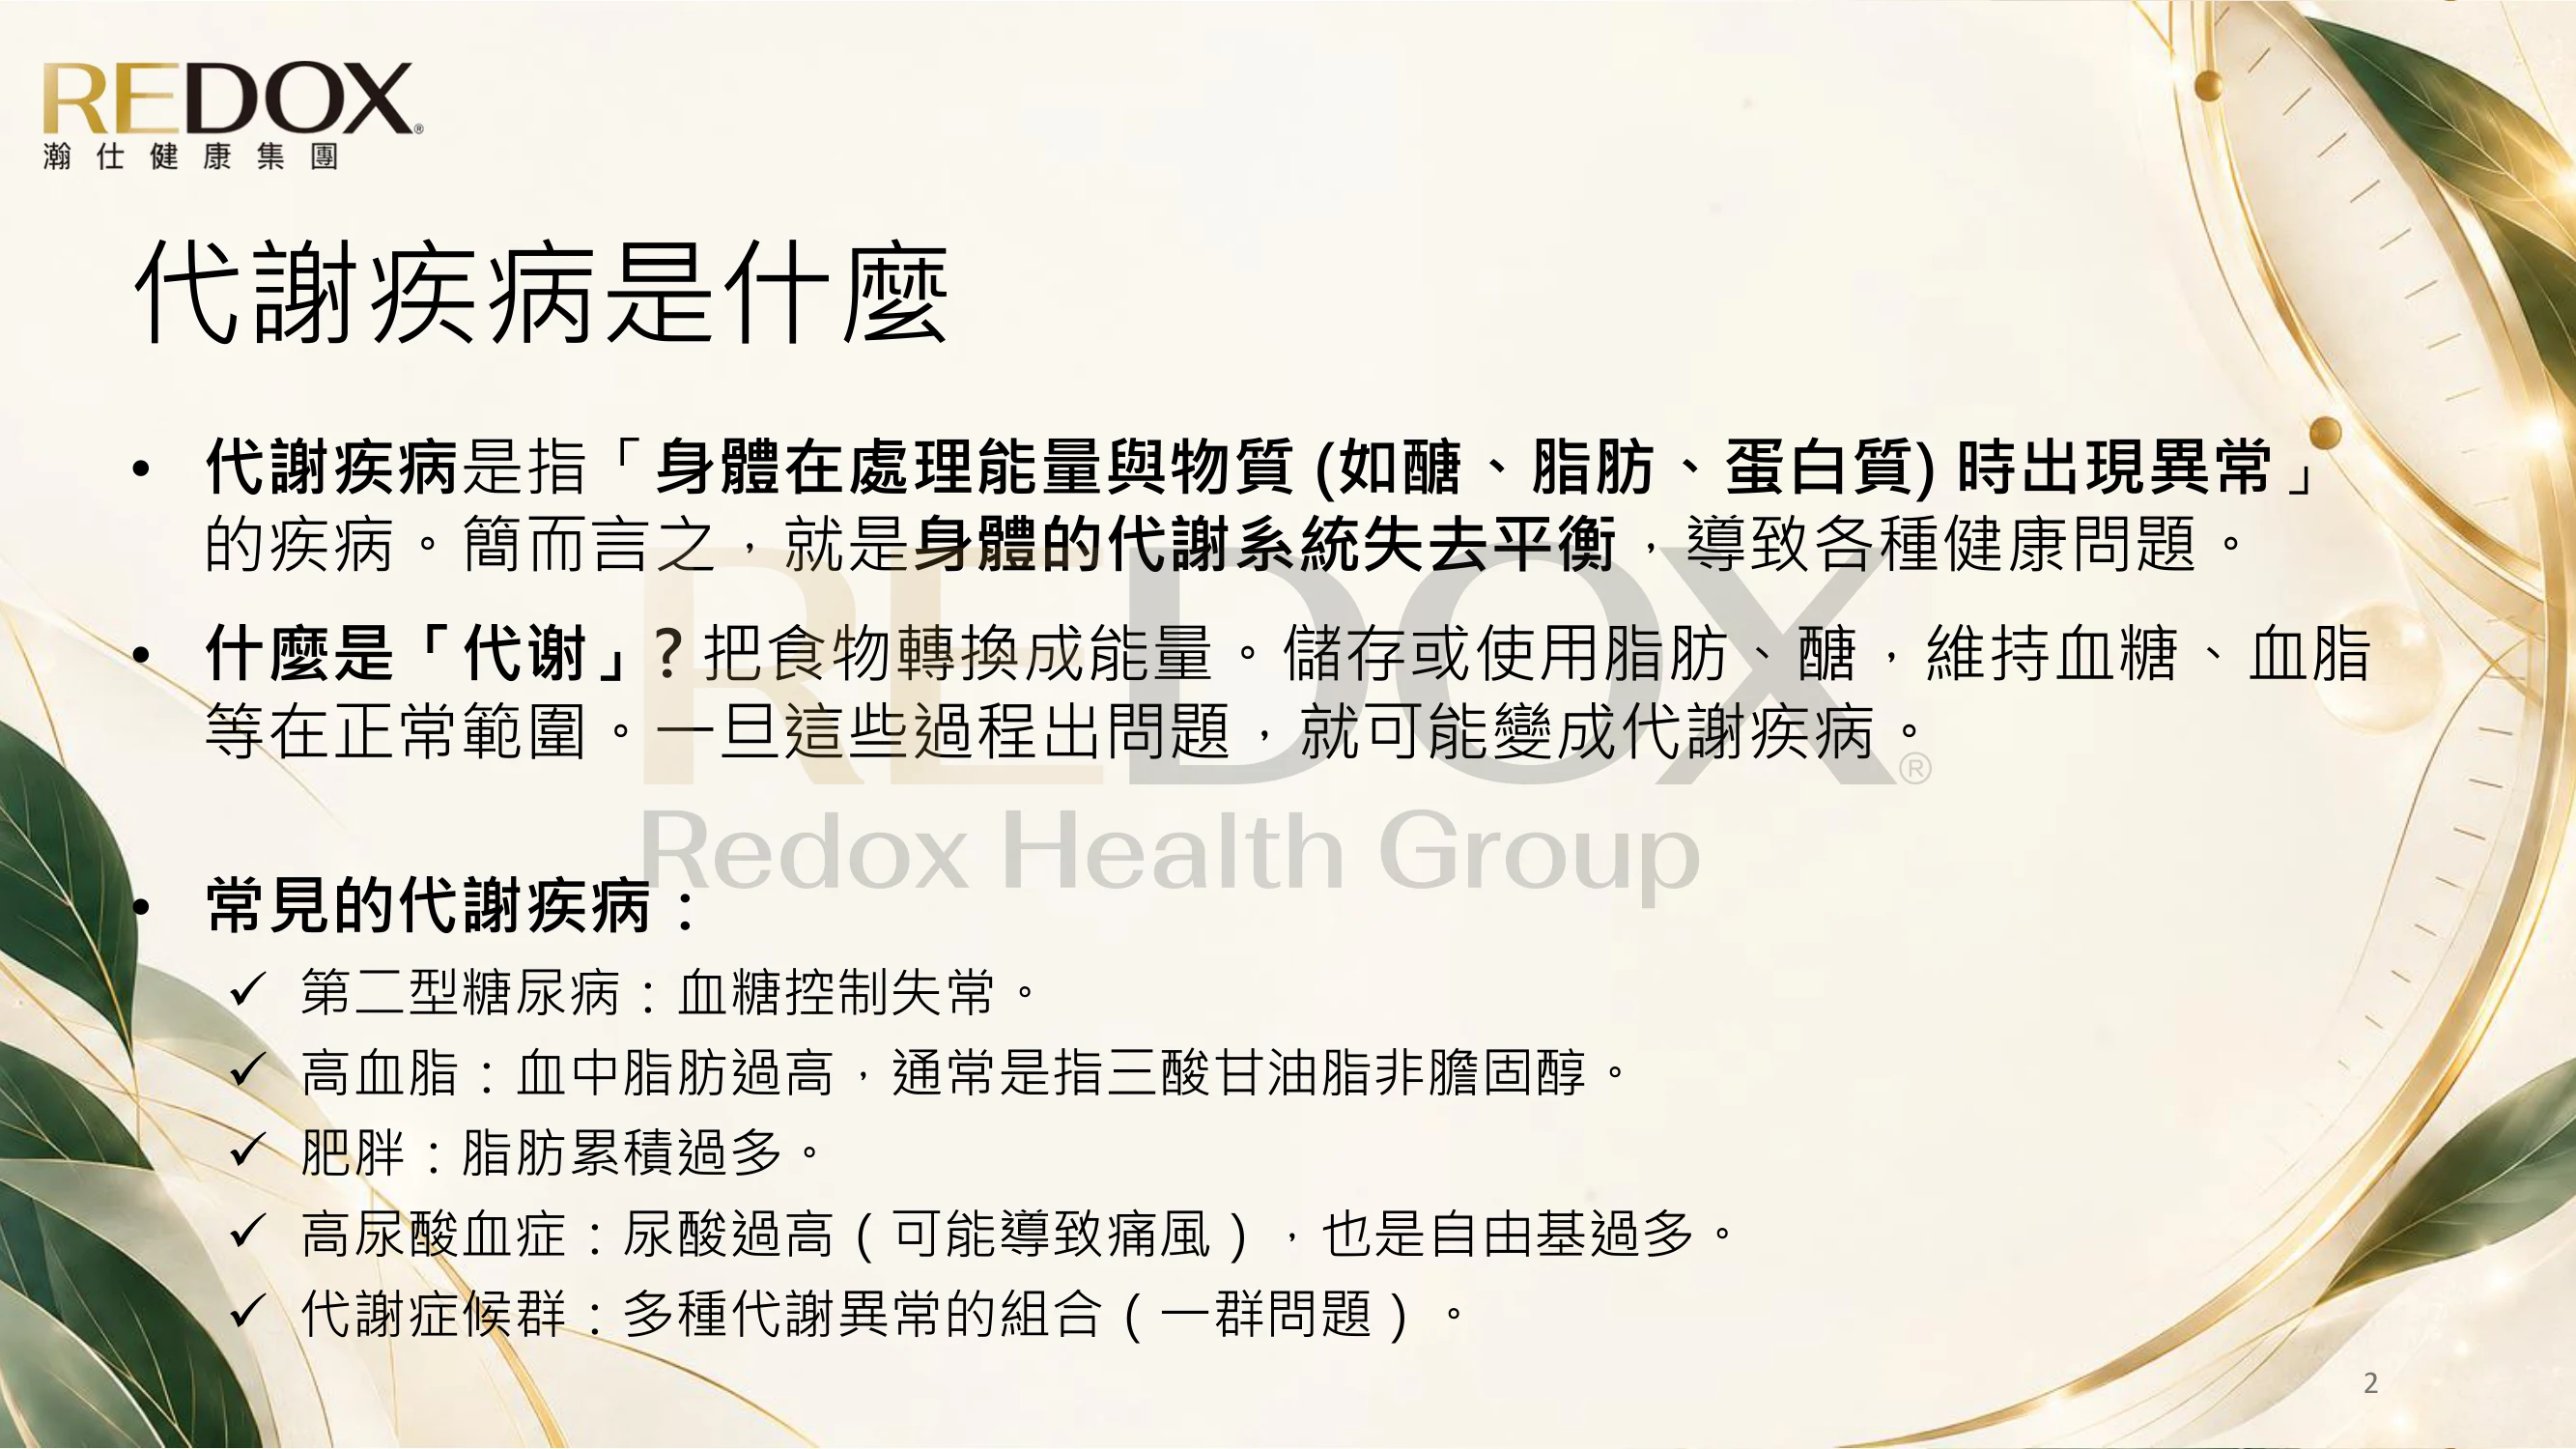 REDOX®
瀚仕健康集團
代謝疾病是什麼
• 代謝疾病是指「身體在處理能量與物質 (如醣、脂肪、蛋白質) 時出現異常」
的疾病。簡而言之，就是身體的代謝系統失去平衡，導致各種健康問題。
• 什麼是「代谢」? 把食物轉換成能量。儲存或使用脂肪、醣，維持血糖、血脂
等在正常範圍。一旦這些過程出問題，就可能變成代謝疾病。
REDOX®
Redox Health Group
• 常見的代謝疾病：
✓ 第二型糖尿病：血糖控制失常。
✓ 高血脂：血中脂肪過高，通常是指三酸甘油脂非膽固醇。
✓ 肥胖：脂肪累積過多。
✓ 高尿酸血症：尿酸過高（可能導致痛風），也是自由基過多。
✓ 代謝症候群：多種代謝異常的組合（一群問題）。
2